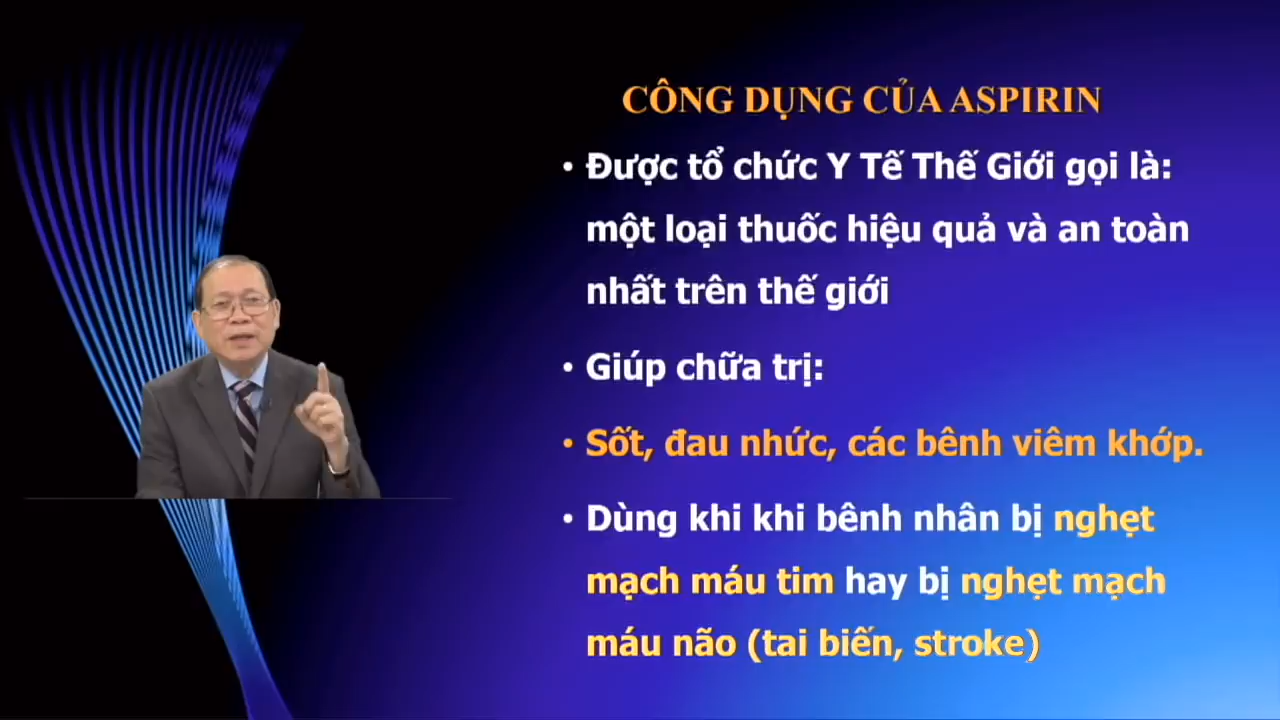 CÔNG DỤNG CỦA ASPIRIN
• Được tổ chức Y Tế Thế Giới gọi là:
một loại thuốc hiệu quả và an toàn
nhất trên thế giới
• Giúp chữa trị:
• Sốt, đau nhức, các bênh viêm khớp.
• Dùng khi khi bênh nhân bị nghẹt
mạch máu tim hay bị nghẹt mạch
máu não (tai biến, stroke)